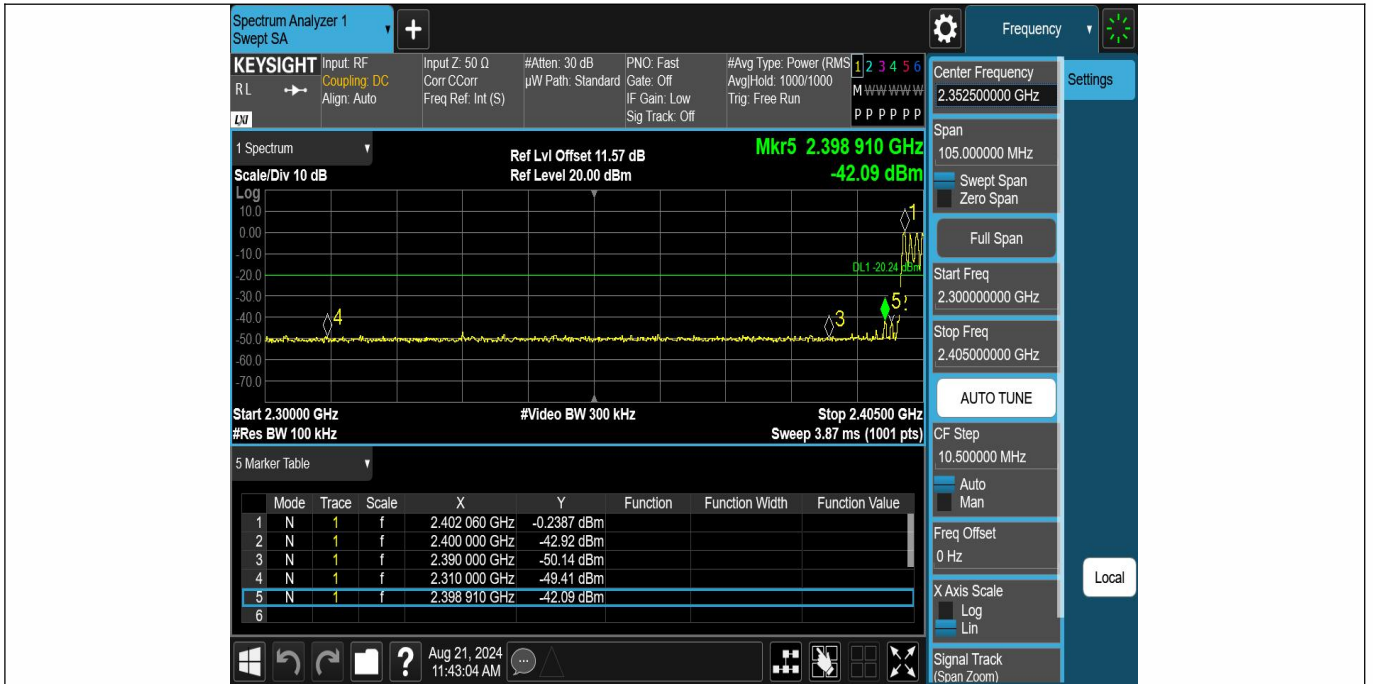 Spectrum Analyzer 1
Swept SA
+
Frequency
KEYSIGHT
RL
LXI
Input: RF
Coupling: DC
Align: Auto
Input Z: 50 Ω
Corr CCorr
Freq Ref: Int (S)
#Atten: 30 dB
µW Path: Standard
PNO: Fast
Gate: Off
IF Gain: Low
Sig Track: Off
#Avg Type: Power (RMS
Avg|Hold: 1000/1000
Trig: Free Run
1 2 3 4 5 6
M W W W W W
P P P P P P
1 Spectrum
Scale/Div 10 dB
Ref Lvl Offset 11.57 dB
Ref Level 20.00 dBm
Mkr5 2.398 910 GHz
-42.09 dBm
Log
10.0
0.00
-10.0
-20.0
-30.0
-40.0
-50.0
-60.0
-70.0
1
DL1 -20.24 dBm
5
4
3
Start 2.30000 GHz
#Video BW 300 kHz
Stop 2.40500 GHz
#Res BW 100 kHz
Sweep 3.87 ms (1001 pts)
5 Marker Table
Mode Trace Scale X Y Function Function Width Function Value
1 N 1 f 2.402 060 GHz -0.2387 dBm
2 N 1 f 2.400 000 GHz -42.92 dBm
3 N 1 f 2.390 000 GHz -50.14 dBm
4 N 1 f 2.310 000 GHz -49.41 dBm
5 N 1 f 2.398 910 GHz -42.09 dBm
6
Center Frequency
2.352500000 GHz
Settings
Span
105.000000 MHz
Swept Span
Zero Span
Full Span
Start Freq
2.300000000 GHz
Stop Freq
2.405000000 GHz
AUTO TUNE
CF Step
10.500000 MHz
Auto
Man
Freq Offset
0 Hz
Local
X Axis Scale
Log
Lin
Signal Track
(Span Zoom)
?
Aug 21, 2024
11:43:04 AM